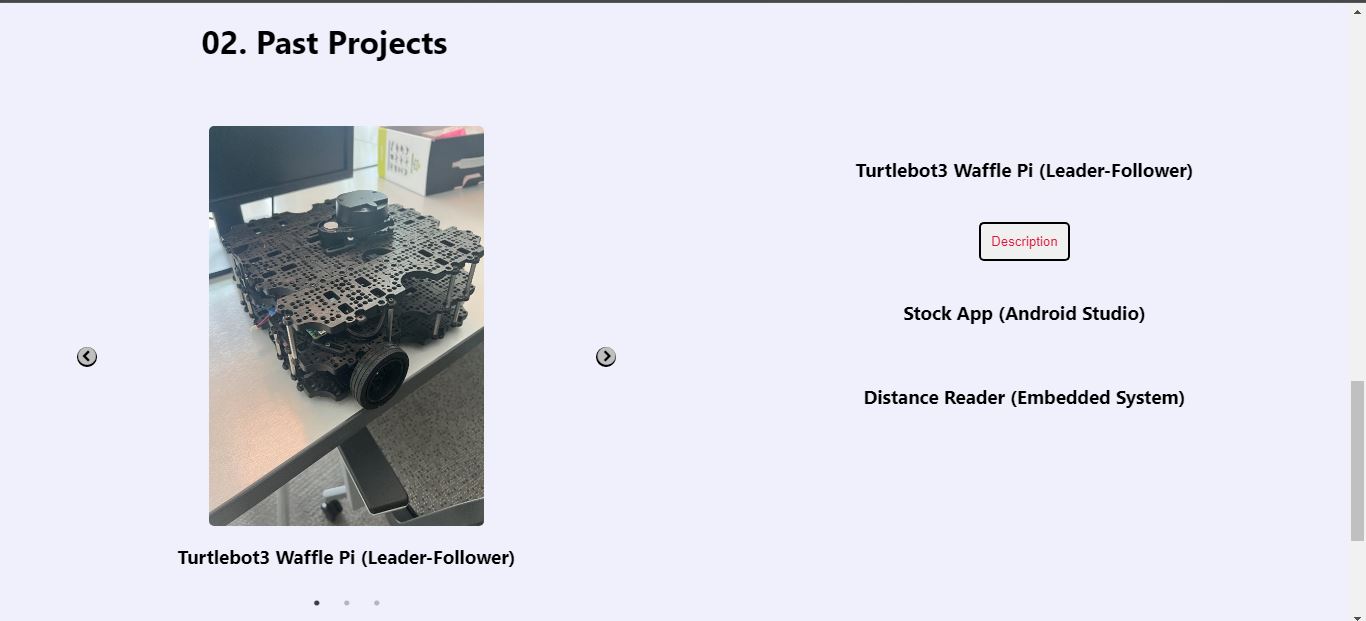 02. Past Projects
Turtlebot3 Waffle Pi (Leader-Follower)
Turtlebot3 Waffle Pi (Leader-Follower)
Description
Stock App (Android Studio)
Distance Reader (Embedded System)